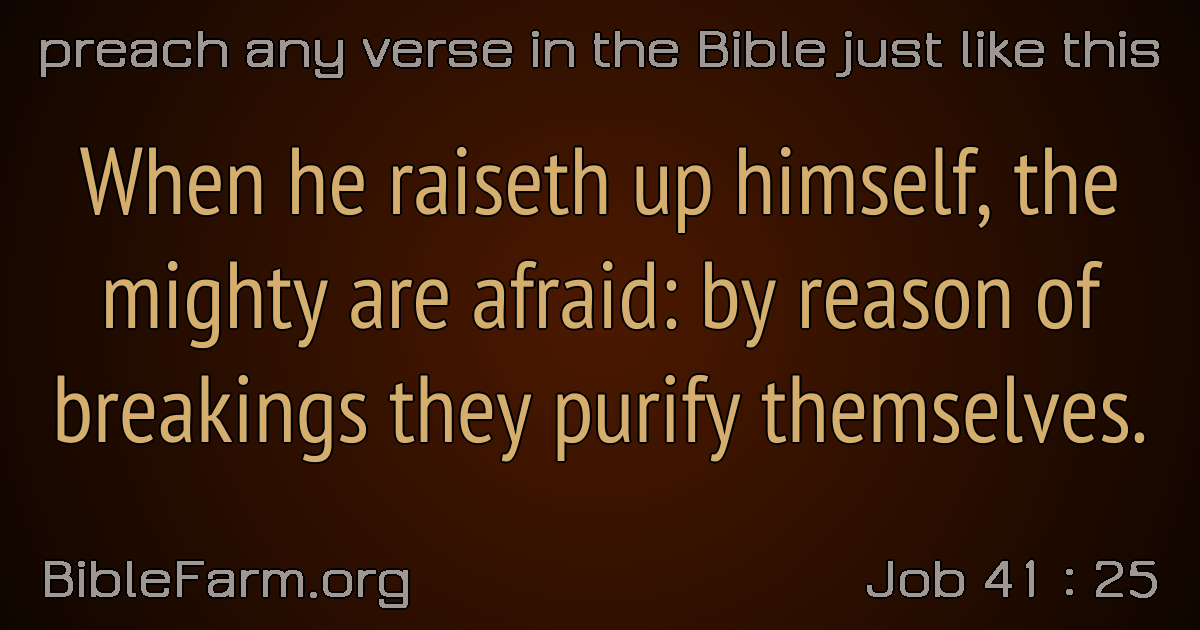 preach any verse in the Bible just like this
When he raiseth up himself, the
mighty are afraid: by reason of
breakings they purify themselves.
BibleFarm.org
Job 41 : 25